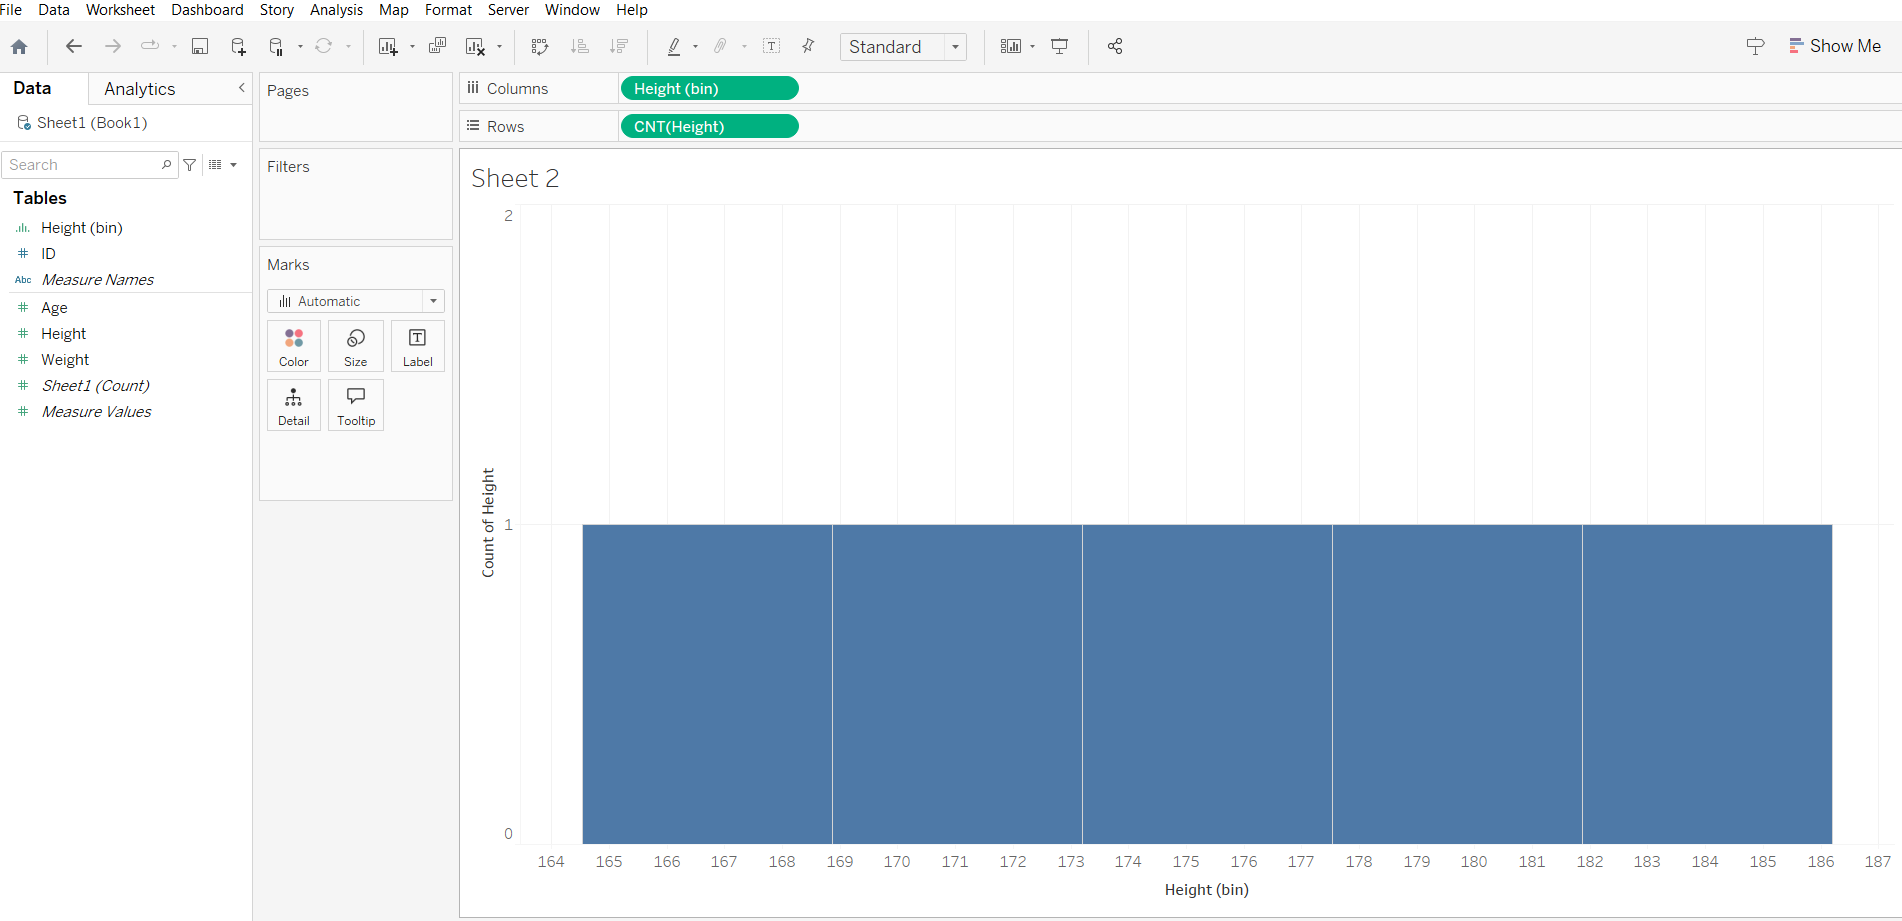 File Data Worksheet Dashboard Story Analysis Map Format Server Window Help
Standard
Show Me
Data Analytics
Sheet1 (Book1)
Search
Tables
Height (bin)
ID
Abc Measure Names
Age
Height
Weight
Sheet1 (Count)
Measure Values
Pages
Filters
Marks
Automatic
Color Size T Label
Detail Tooltip
Columns Height (bin)
Rows CNT(Height)
Sheet 2
2
1
0
Count of Height
164 165 166 167 168 169 170 171 172 173 174 175 176 177 178 179 180 181 182 183 184 185 186 187
Height (bin)